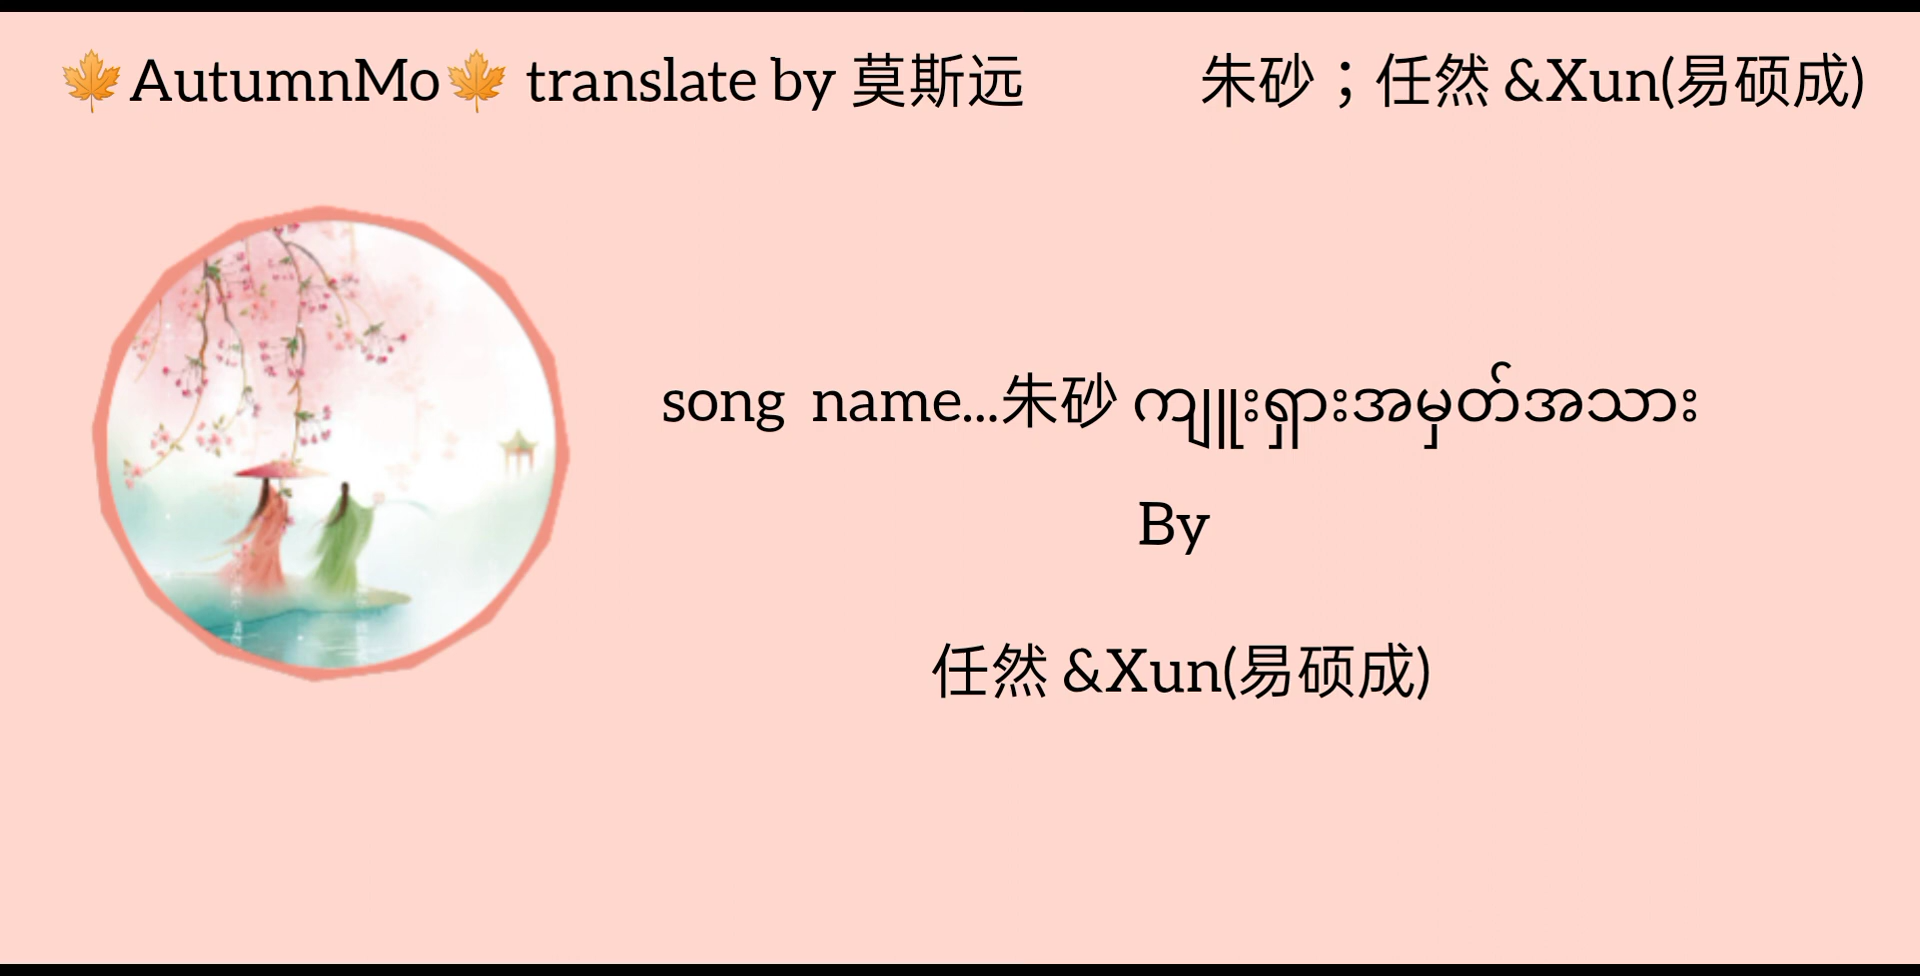 🍁AutumnMo🍁 translate by 莫斯远
朱砂；任然 &Xun(易硕成)
song name...朱砂 ကျူးရှားအမှတ်အသား
By
任然 &Xun(易硕成)